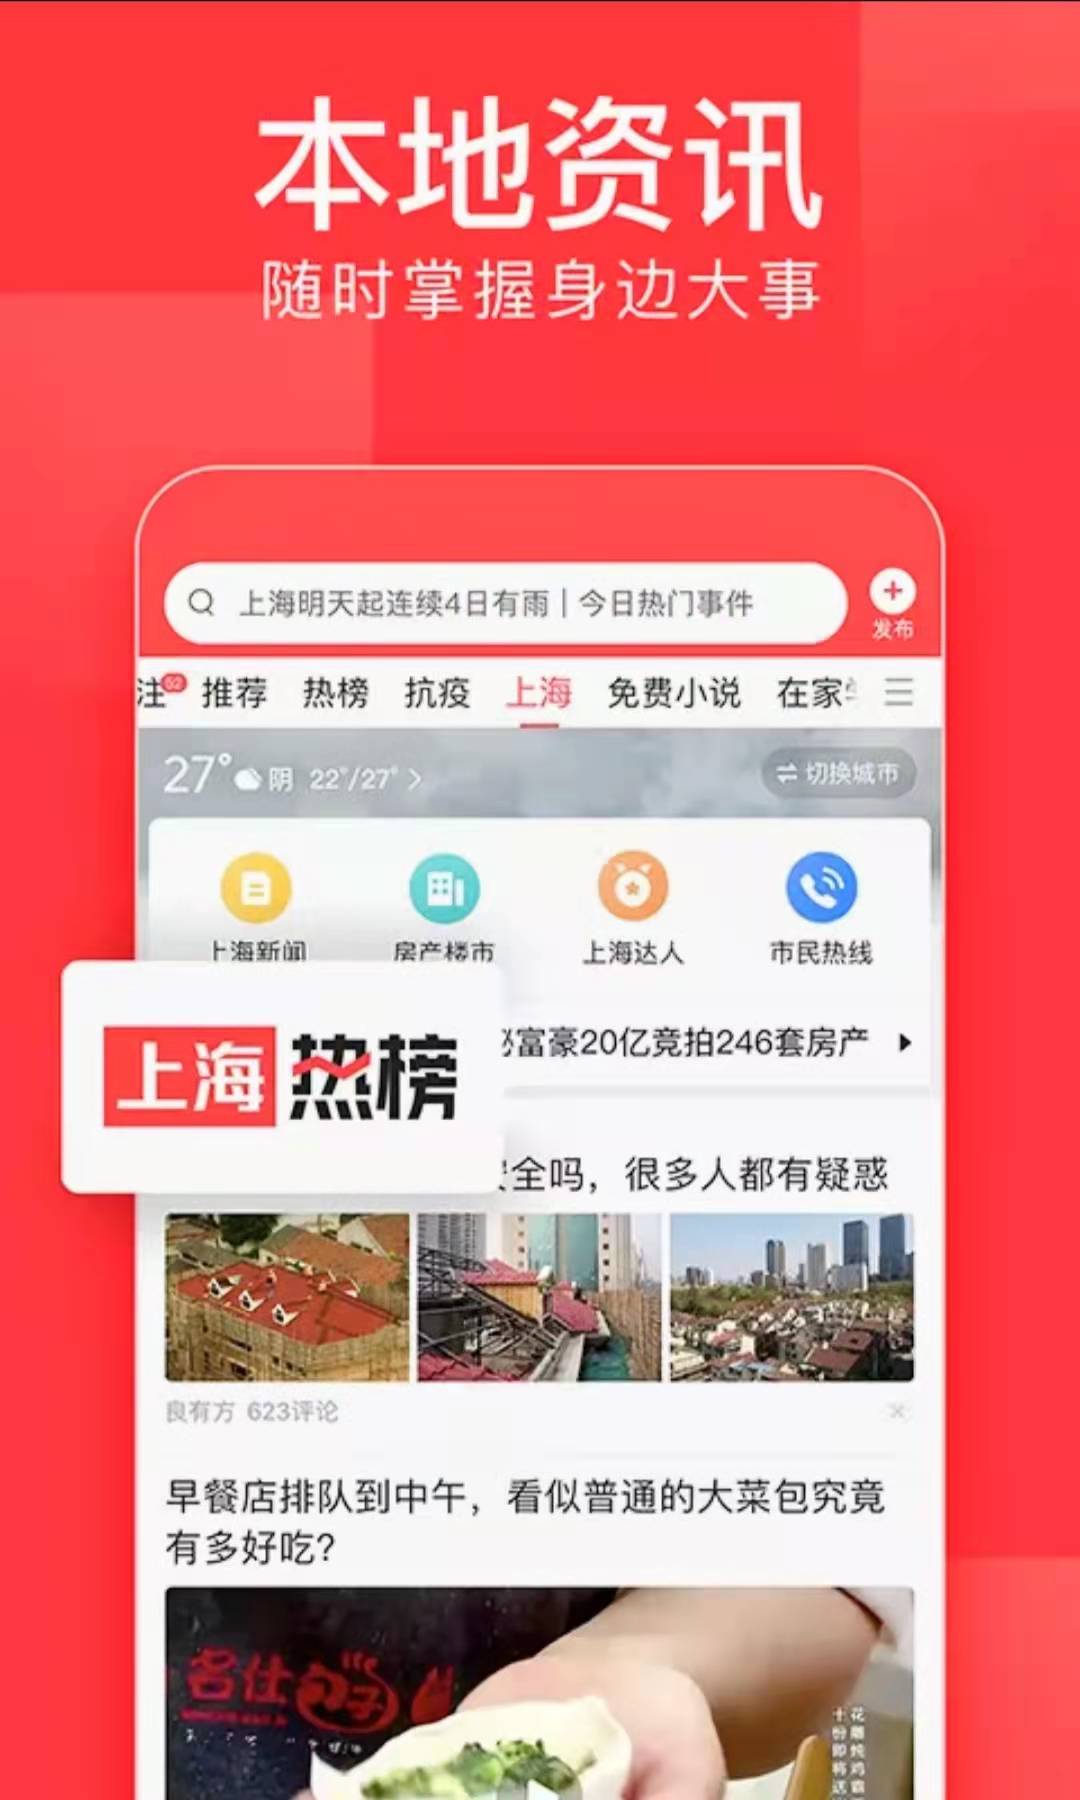 本地资讯
随时掌握身边大事
上海明天起连续4日有雨 | 今日热门事件
发布
注 62 推荐 热榜 抗疫 上海 免费小说 在家
27° 阴 22°/27°
切换城市
上海新闻 房产楼市 上海达人 市民热线
上海热榜
富豪20亿竞拍246套房产
全吗，很多人都有疑惑
良有方 623评论
早餐店排队到中午，看似普通的大菜包究竟
有多好吃？
名仕包子